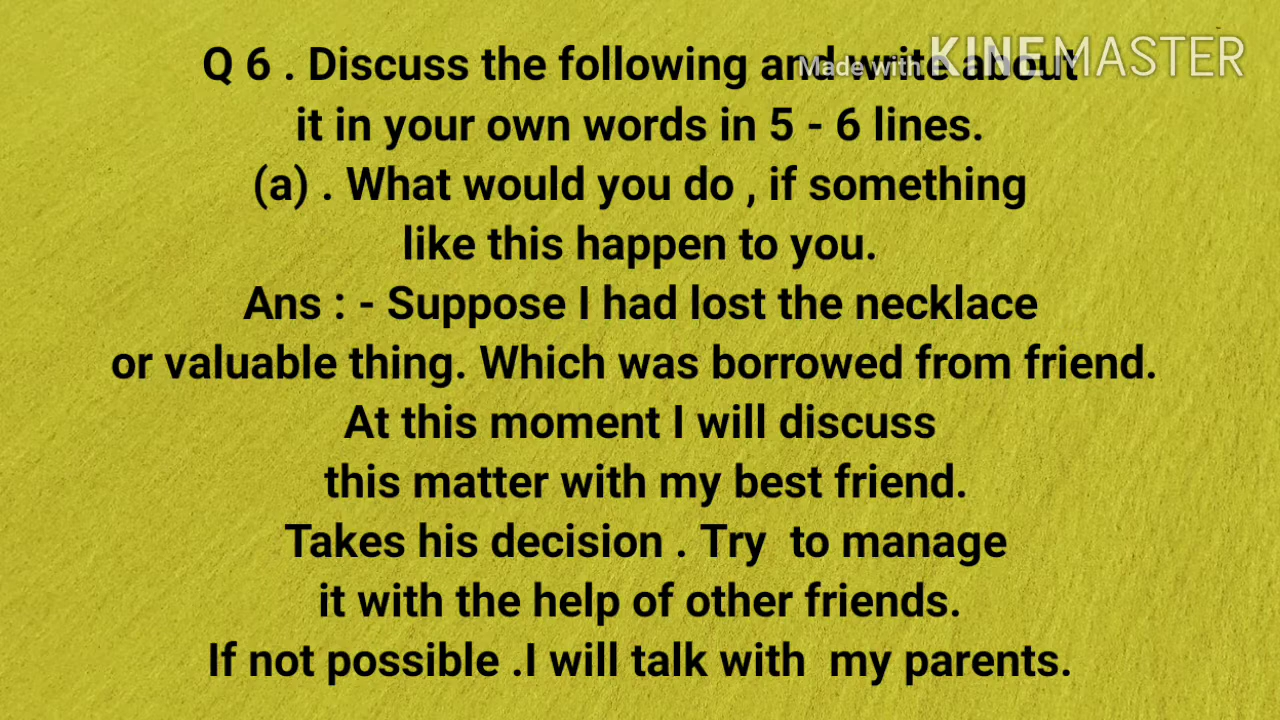 Q 6 . Discuss the following and write about
Made with KINEMASTER
it in your own words in 5 - 6 lines.
(a) . What would you do , if something
like this happen to you.
Ans : - Suppose I had lost the necklace
or valuable thing. Which was borrowed from friend.
At this moment I will discuss
this matter with my best friend.
Takes his decision . Try  to manage
it with the help of other friends.
If not possible .I will talk with  my parents.